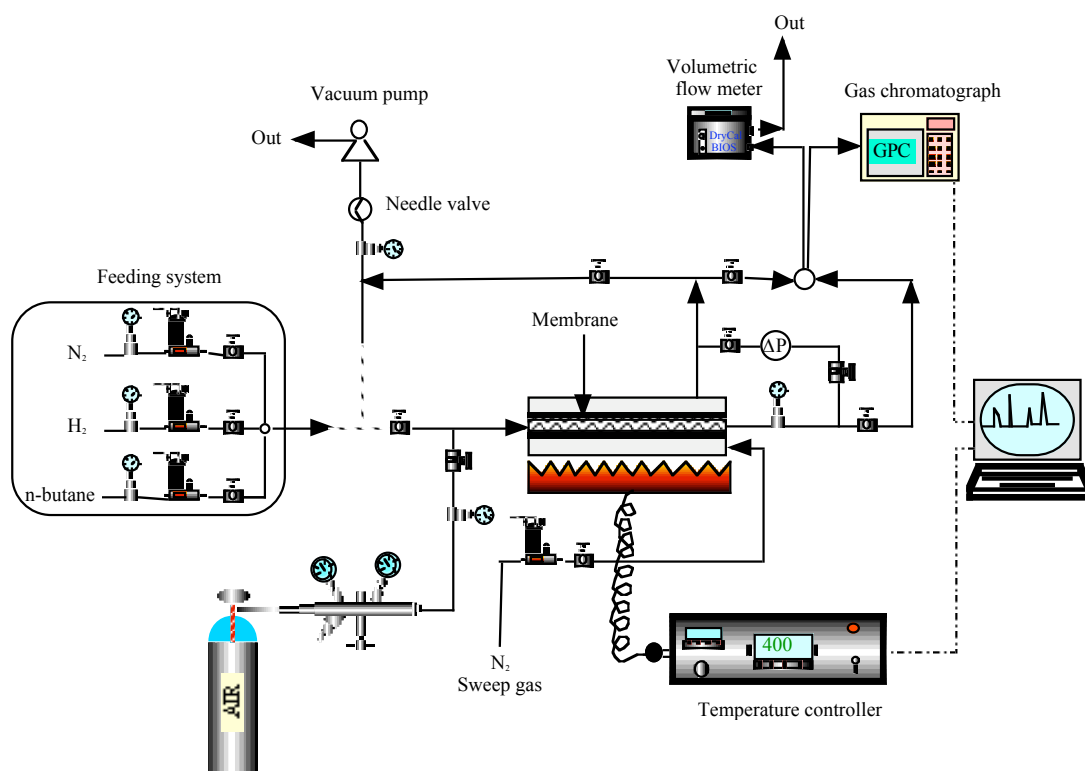 Out
Volumetric
flow meter
Gas chromatograph
Vacuum pump
Out
DryCal
BIOS
GPC
Needle valve
Feeding system
Membrane
N₂
ΔP
H₂
n-butane
400
N₂
Sweep gas
AIR
Temperature controller